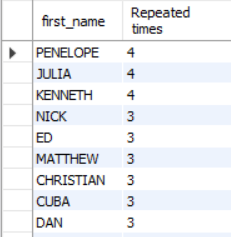 first_name Repeated times
PENELOPE 4
JULIA 4
KENNETH 4
NICK 3
ED 3
MATTHEW 3
CHRISTIAN 3
CUBA 3
DAN 3